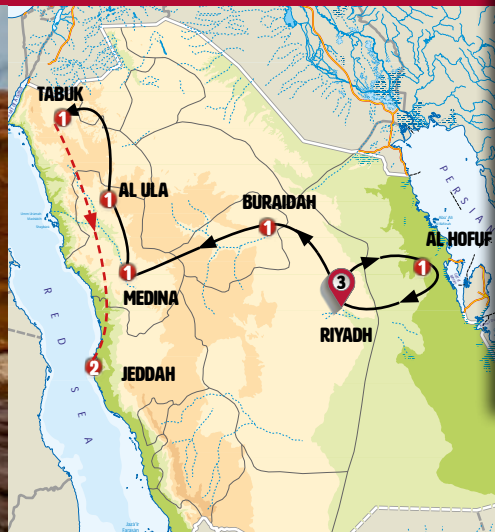 TABUK
1
AL ULA
1
BURAIDAH
1
PERSIA
AL HOFUF
1
MEDINA
1
3
RIYADH
JEDDAH
2
RED SEA